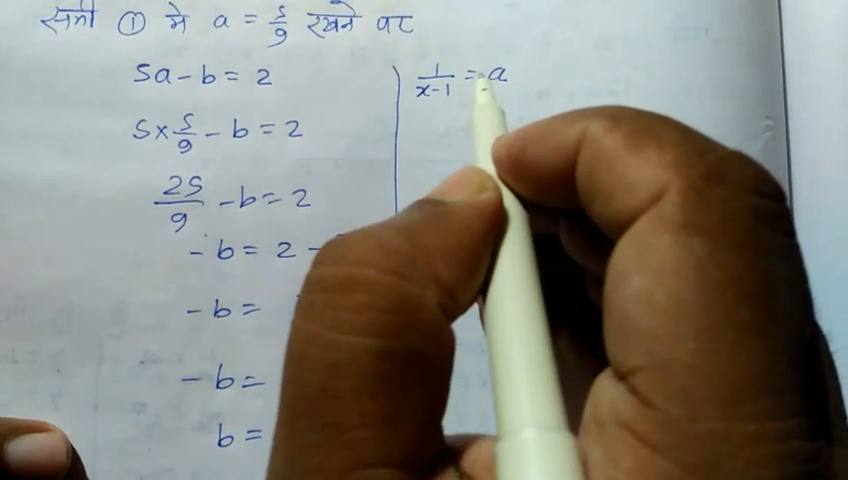 समी ① मे a = 5/9 रखने पर
5a - b = 2
5 × 5/9 - b = 2
25/9 - b = 2
- b = 2 -
- b =
- b =
b =
1/(x-1) = a